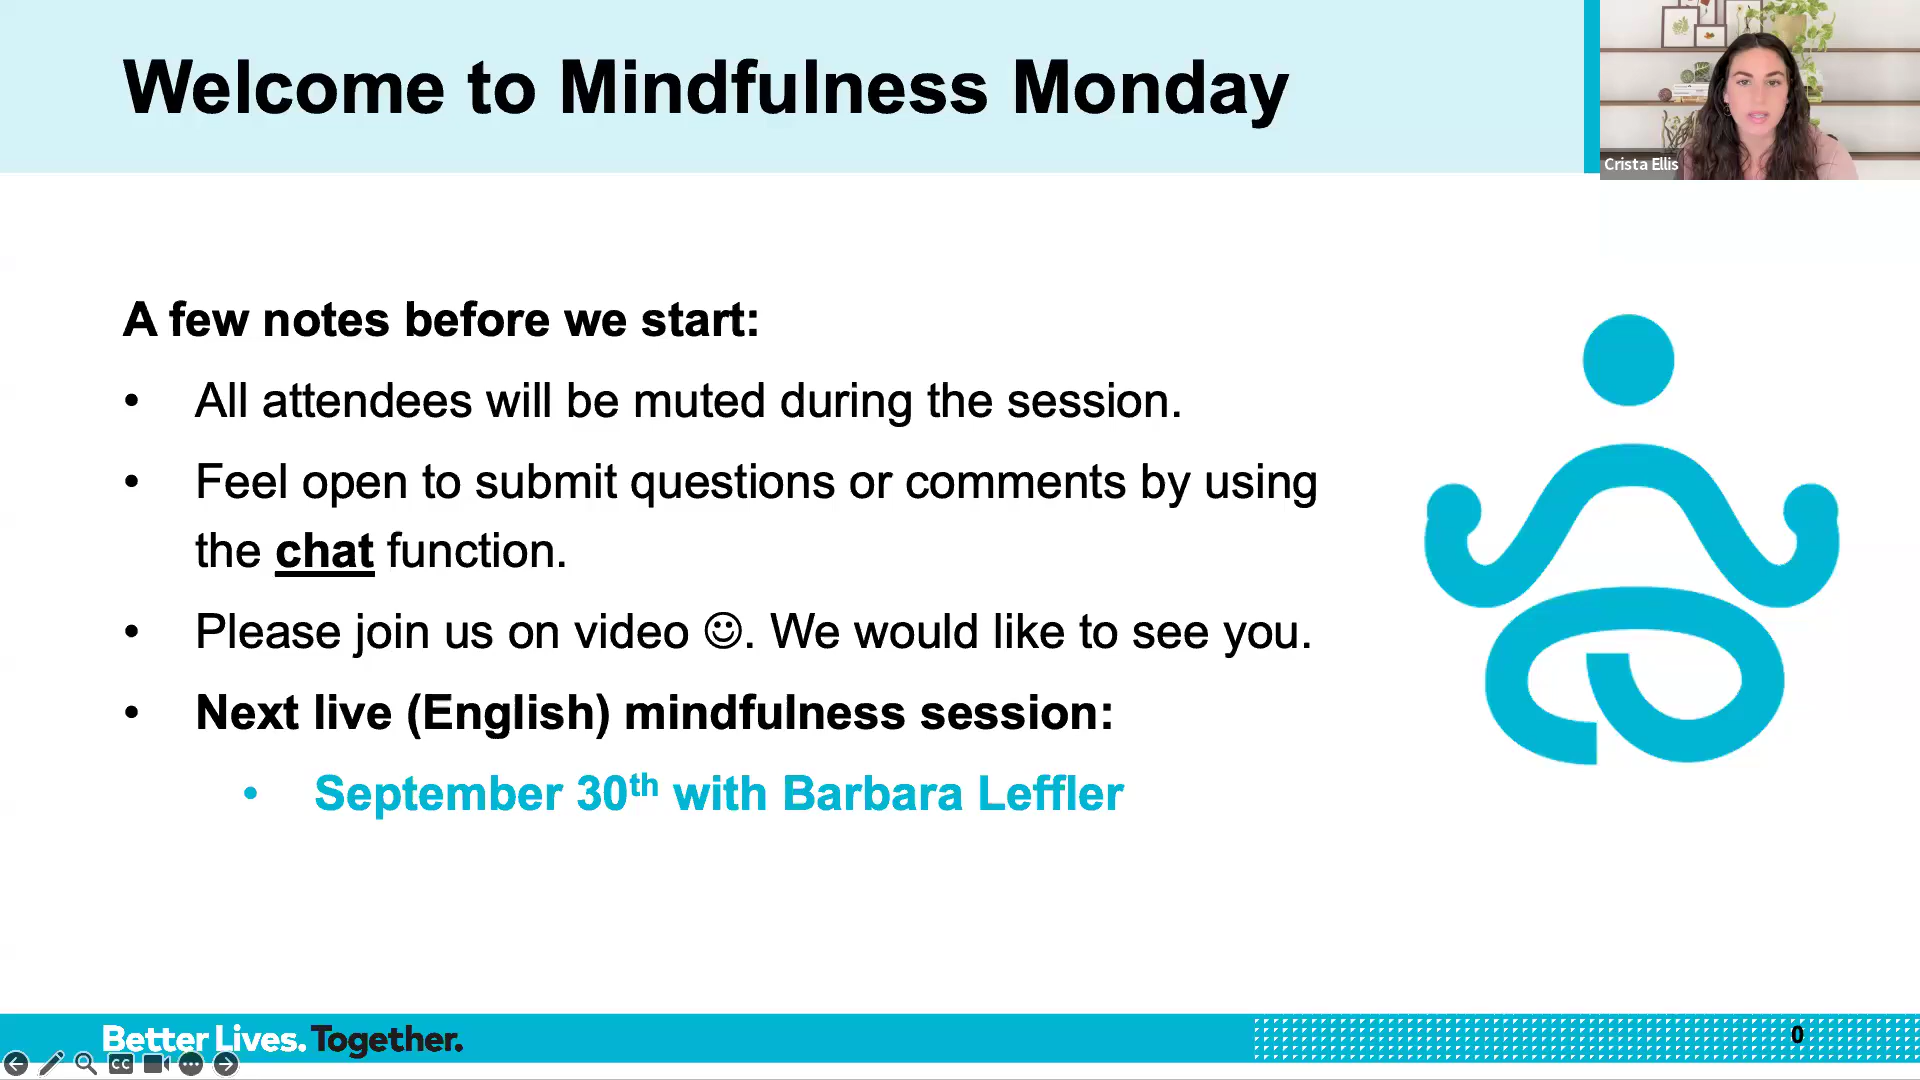 Welcome to Mindfulness Monday
Crista Ellis
A few notes before we start:
• All attendees will be muted during the session.
• Feel open to submit questions or comments by using
the chat function.
• Please join us on video ☺. We would like to see you.
• Next live (English) mindfulness session:
• September 30th with Barbara Leffler
Better Lives. Together.
0
CC